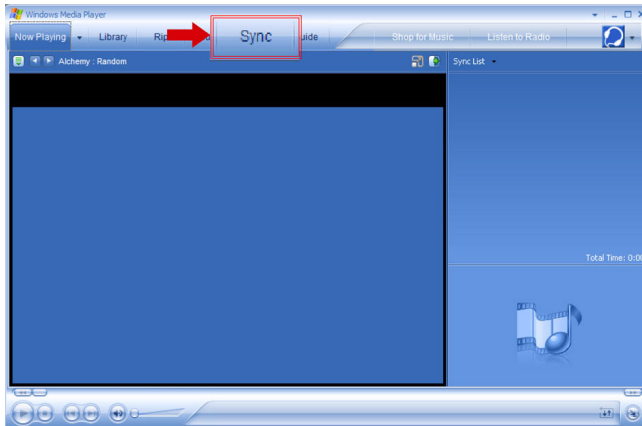 Windows Media Player
Now Playing Library Rip Sync uide Shop for Music Listen to Radio
Alchemy : Random
Sync List
Total Time: 0:00